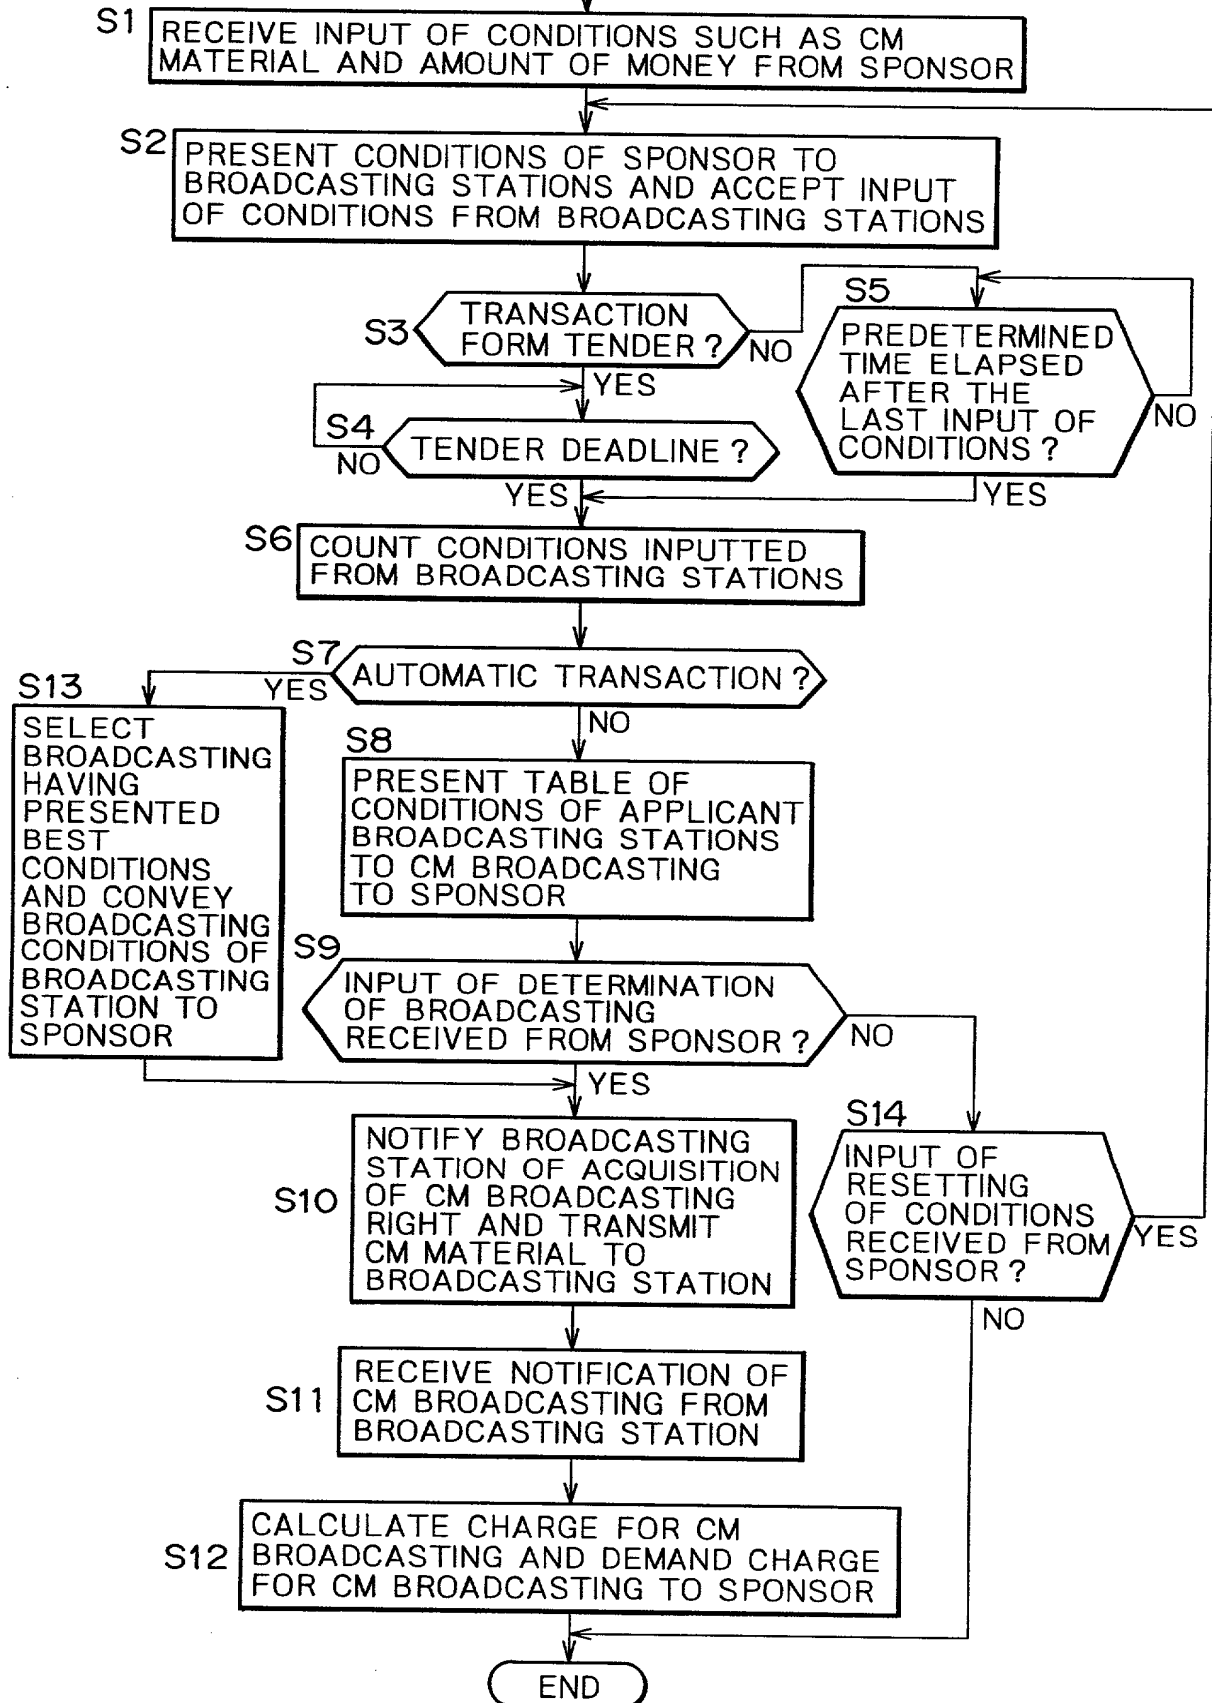 S1
RECEIVE INPUT OF CONDITIONS SUCH AS CM
MATERIAL AND AMOUNT OF MONEY FROM SPONSOR
S2
PRESENT CONDITIONS OF SPONSOR TO
BROADCASTING STATIONS AND ACCEPT INPUT
OF CONDITIONS FROM BROADCASTING STATIONS
S3
TRANSACTION
FORM TENDER ?
NO
YES
S5
PREDETERMINED
TIME ELAPSED
AFTER THE
LAST INPUT OF
CONDITIONS ?
NO
YES
S4
TENDER DEADLINE ?
NO
YES
S6
COUNT CONDITIONS INPUTTED
FROM BROADCASTING STATIONS
S7
AUTOMATIC TRANSACTION ?
YES
NO
S13
SELECT
BROADCASTING
HAVING
PRESENTED
BEST
CONDITIONS
AND CONVEY
BROADCASTING
CONDITIONS OF
BROADCASTING
STATION TO
SPONSOR
S8
PRESENT TABLE OF
CONDITIONS OF APPLICANT
BROADCASTING STATIONS
TO CM BROADCASTING
TO SPONSOR
S9
INPUT OF DETERMINATION
OF BROADCASTING
RECEIVED FROM SPONSOR ?
NO
YES
S14
INPUT OF
RESETTING
OF CONDITIONS
RECEIVED FROM
SPONSOR ?
YES
NO
S10
NOTIFY BROADCASTING
STATION OF ACQUISITION
OF CM BROADCASTING
RIGHT AND TRANSMIT
CM MATERIAL TO
BROADCASTING STATION
S11
RECEIVE NOTIFICATION OF
CM BROADCASTING FROM
BROADCASTING STATION
S12
CALCULATE CHARGE FOR CM
BROADCASTING AND DEMAND CHARGE
FOR CM BROADCASTING TO SPONSOR
END